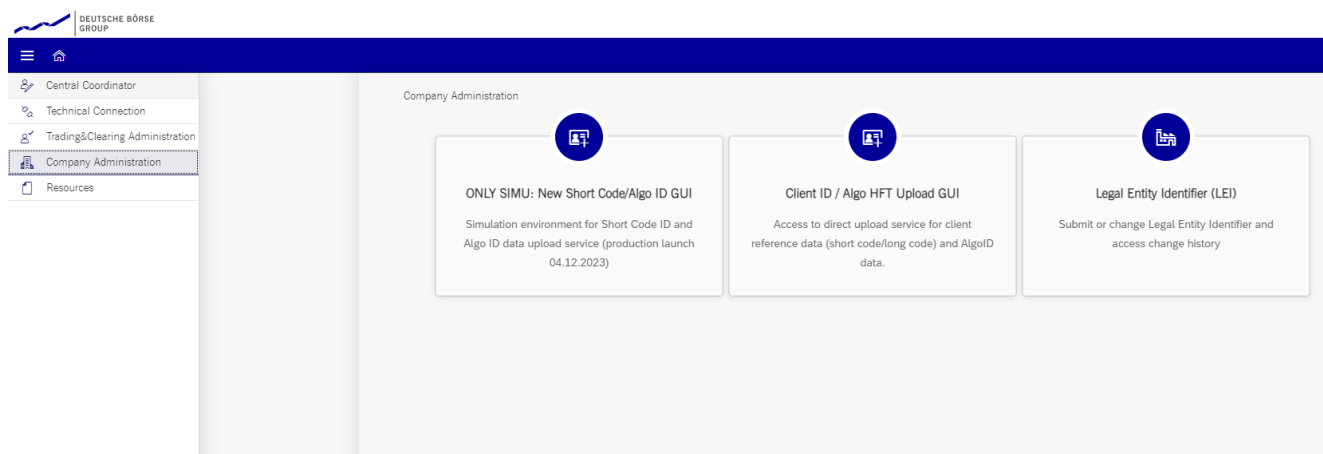 DEUTSCHE BÖRSE
GROUP
Central Coordinator
Technical Connection
Trading&Clearing Administration
Company Administration
Resources
Company Administration
ONLY SIMU: New Short Code/Algo ID GUI
Simulation environment for Short Code ID and
Algo ID data upload service (production launch
04.12.2023)
Client ID / Algo HFT Upload GUI
Access to direct upload service for client
reference data (short code/long code) and AlgoID
data.
Legal Entity Identifier (LEI)
Submit or change Legal Entity Identifier and
access change history